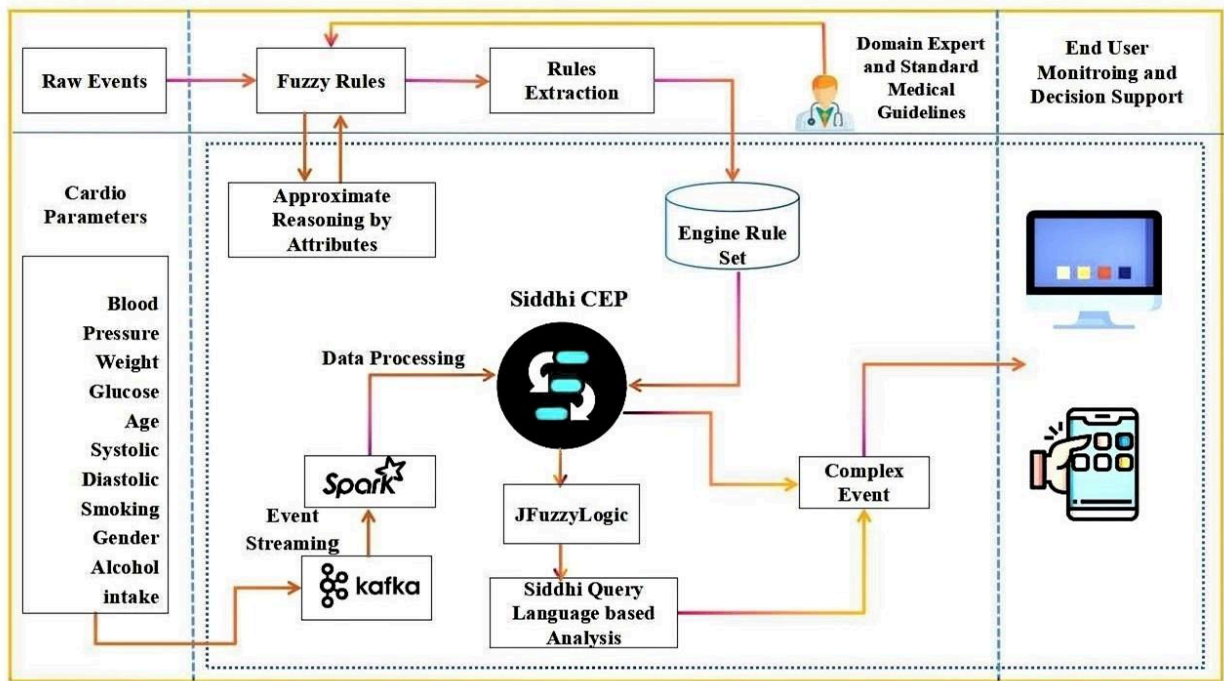 Raw Events
Fuzzy Rules
Rules
Extraction
Domain Expert
and Standard
Medical
Guidelines
End User
Monitroing and
Decision Support
Cardio
Parameters
Approximate
Reasoning by
Attributes
Engine Rule
Set
Blood
Pressure
Weight
Glucose
Age
Systolic
Diastolic
Smoking
Gender
Alcohol
intake
Siddhi CEP
Data Processing
Spark
Event
Streaming
kafka
JFuzzyLogic
Siddhi Query
Language based
Analysis
Complex
Event